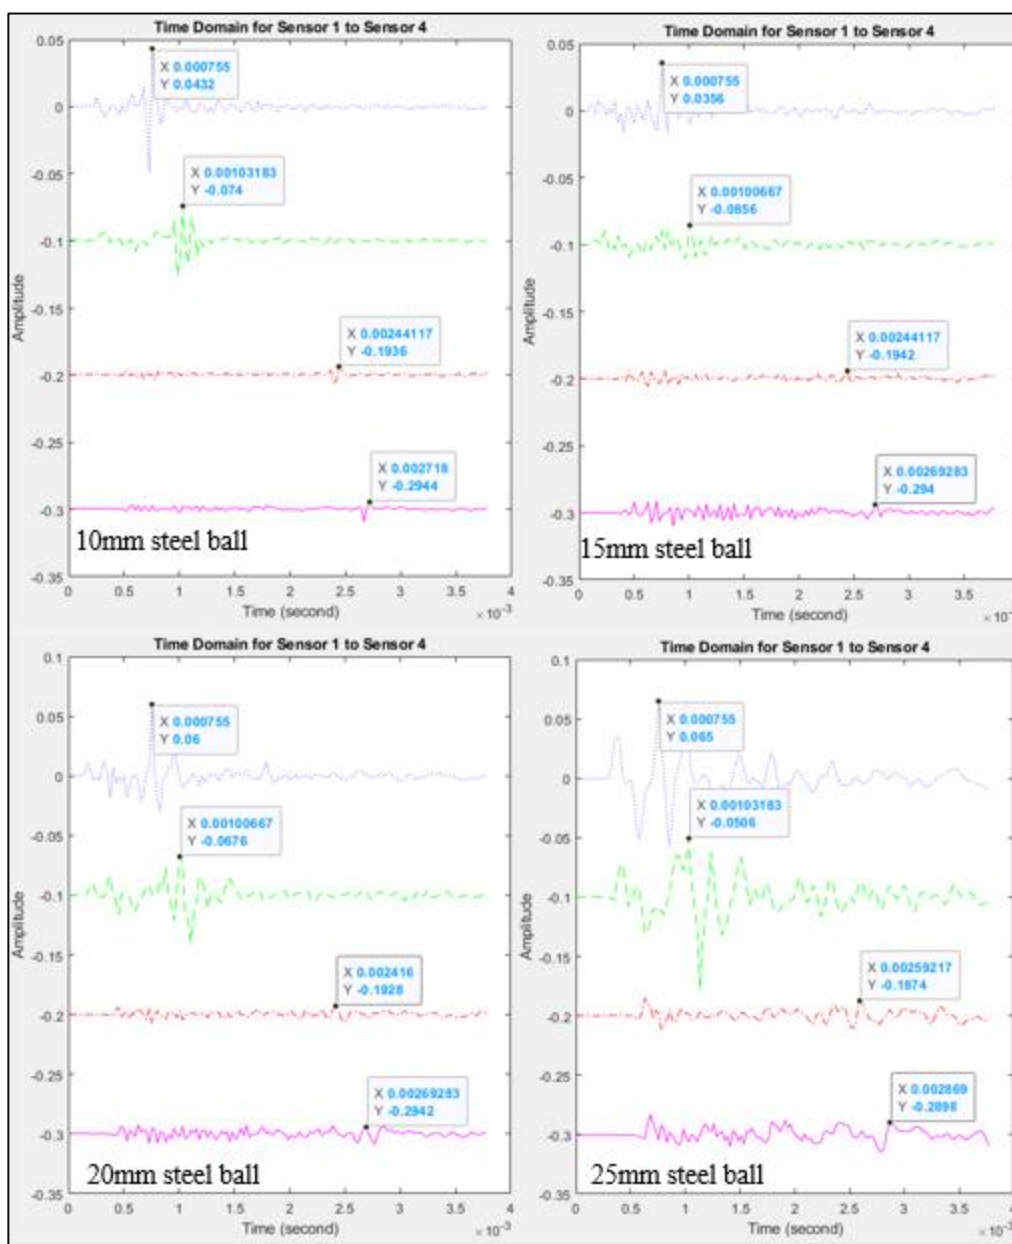 Time Domain for Sensor 1 to Sensor 4
0.05
X 0.000755
Y 0.0432
0
-0.05
X 0.00103183
Y -0.074
-0.1
Amplitude
-0.15
X 0.00244117
Y -0.1936
-0.2
-0.25
X 0.002718
Y -0.2944
-0.3
10mm steel ball
-0.35
0 0.5 1 1.5 2 2.5 3 3.5 4
Time (second)
× 10⁻³
Time Domain for Sensor 1 to Sensor 4
0.05
X 0.000755
Y 0.0356
0
-0.05
X 0.00100667
Y -0.0856
-0.1
Amplitude
-0.15
X 0.00244117
Y -0.1942
-0.2
-0.25
X 0.00269283
Y -0.294
-0.3
15mm steel ball
-0.35
0 0.5 1 1.5 2 2.5 3 3.5 4
Time (second)
× 10⁻
Time Domain for Sensor 1 to Sensor 4
0.1
0.05
X 0.000755
Y 0.06
0
-0.05
X 0.00100667
Y -0.0676
-0.1
Amplitude
-0.15
X 0.002416
Y -0.1928
-0.2
-0.25
X 0.00269283
Y -0.2942
-0.3
20mm steel ball
-0.35
0 0.5 1 1.5 2 2.5 3 3.5 4
Time (second)
× 10⁻³
Time Domain for Sensor 1 to Sensor 4
0.1
0.05
X 0.000755
Y 0.065
0
X 0.00103183
Y -0.0506
-0.05
-0.1
Amplitude
-0.15
X 0.00259217
Y -0.1874
-0.2
-0.25
X 0.002869
Y -0.2898
-0.3
25mm steel ball
-0.35
0 0.5 1 1.5 2 2.5 3 3.5 4
Time (second)
× 10⁻³